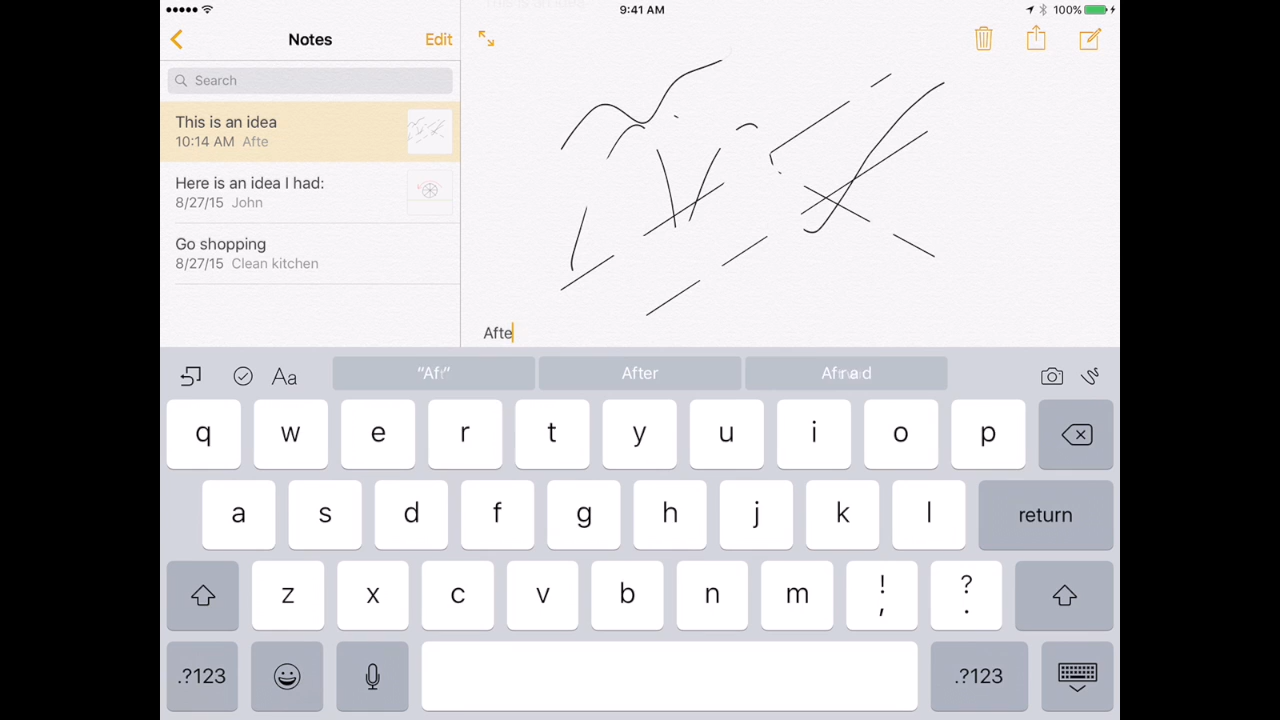 9:41 AM
100%
Notes
Edit
Search
This is an idea
10:14 AM Afte
Here is an idea I had:
8/27/15 John
Go shopping
8/27/15 Clean kitchen
Afte
Aa
After
q w e r t y u i o p
a s d f g h j k l return
z x c v b n m ! , ? .
.?123 .?123